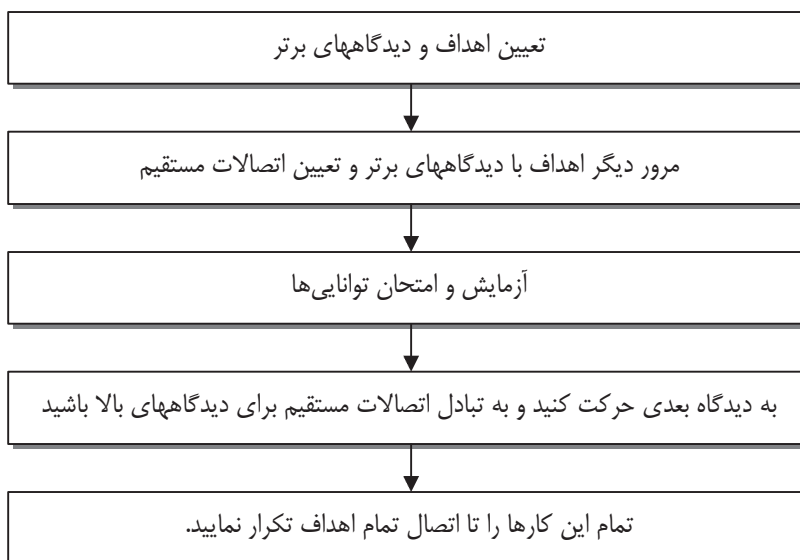 تعیین اهداف و دیدگاههای برتر
مرور دیگر اهداف با دیدگاههای برتر و تعیین اتصالات مستقیم
آزمایش و امتحان توانایی‌ها
به دیدگاه بعدی حرکت کنید و به تبادل اتصالات مستقیم برای دیدگاههای بالا باشید
تمام این کارها را تا اتصال تمام اهداف تکرار نمایید.